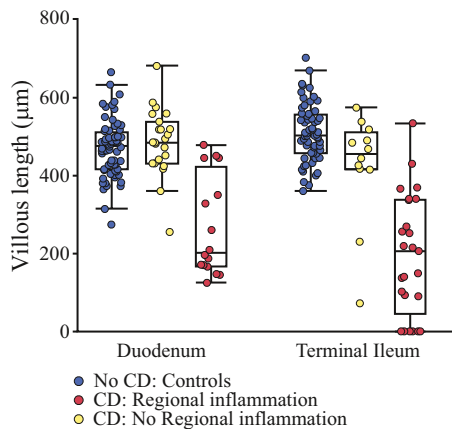 800
600
400
200
0
Villous length (μm)
Duodenum
Terminal Ileum
No CD: Controls
CD: Regional inflammation
CD: No Regional inflammation